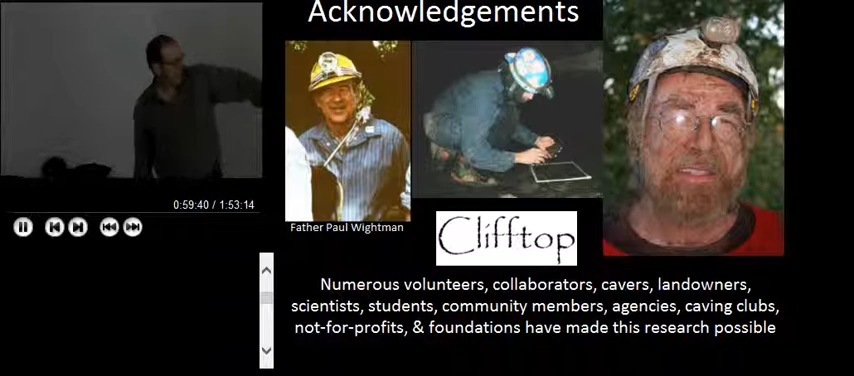 Acknowledgements
0:59:40 / 1:53:14
Father Paul Wightman
Clifftop
Numerous volunteers, collaborators, cavers, landowners,
scientists, students, community members, agencies, caving clubs,
not-for-profits, & foundations have made this research possible